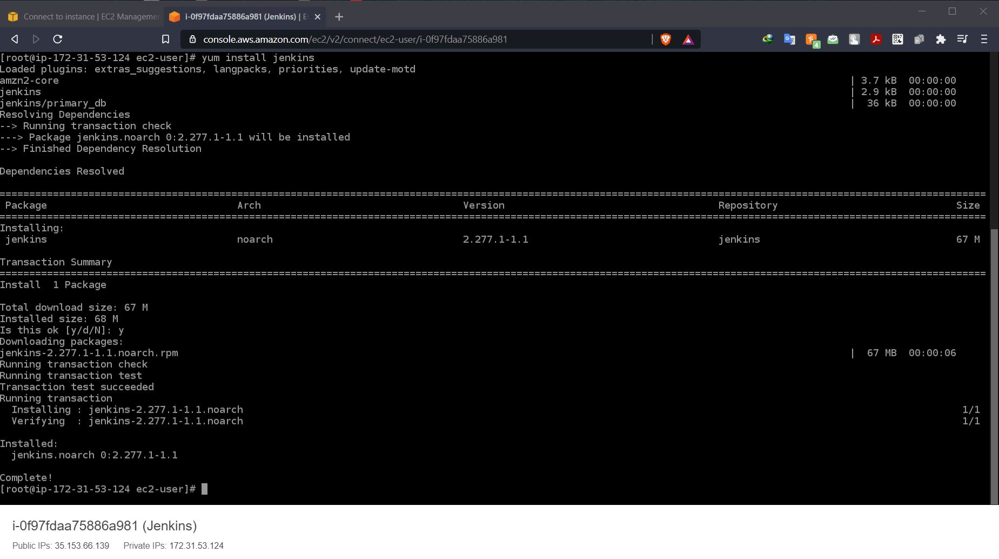 Connect to instance | EC2 Managemen
i-0f97fdaa75886a981 (Jenkins) | E
console.aws.amazon.com/ec2/v2/connect/ec2-user/i-0f97fdaa75886a981
4
[root@ip-172-31-53-124 ec2-user]# yum install jenkins
Loaded plugins: extras_suggestions, langpacks, priorities, update-motd
amzn2-core | 3.7 kB 00:00:00
jenkins | 2.9 kB 00:00:00
jenkins/primary_db | 36 kB 00:00:00
Resolving Dependencies
--> Running transaction check
---> Package jenkins.noarch 0:2.277.1-1.1 will be installed
--> Finished Dependency Resolution
Dependencies Resolved
Package Arch Version Repository Size
Installing:
jenkins noarch 2.277.1-1.1 jenkins 67 M
Transaction Summary
Install 1 Package
Total download size: 67 M
Installed size: 68 M
Is this ok [y/d/N]: y
Downloading packages:
jenkins-2.277.1-1.1.noarch.rpm | 67 MB 00:00:06
Running transaction check
Running transaction test
Transaction test succeeded
Running transaction
Installing : jenkins-2.277.1-1.1.noarch 1/1
Verifying : jenkins-2.277.1-1.1.noarch 1/1
Installed:
jenkins.noarch 0:2.277.1-1.1
Complete!
[root@ip-172-31-53-124 ec2-user]#
i-0f97fdaa75886a981 (Jenkins)
Public IPs: 35.153.66.139 Private IPs: 172.31.53.124